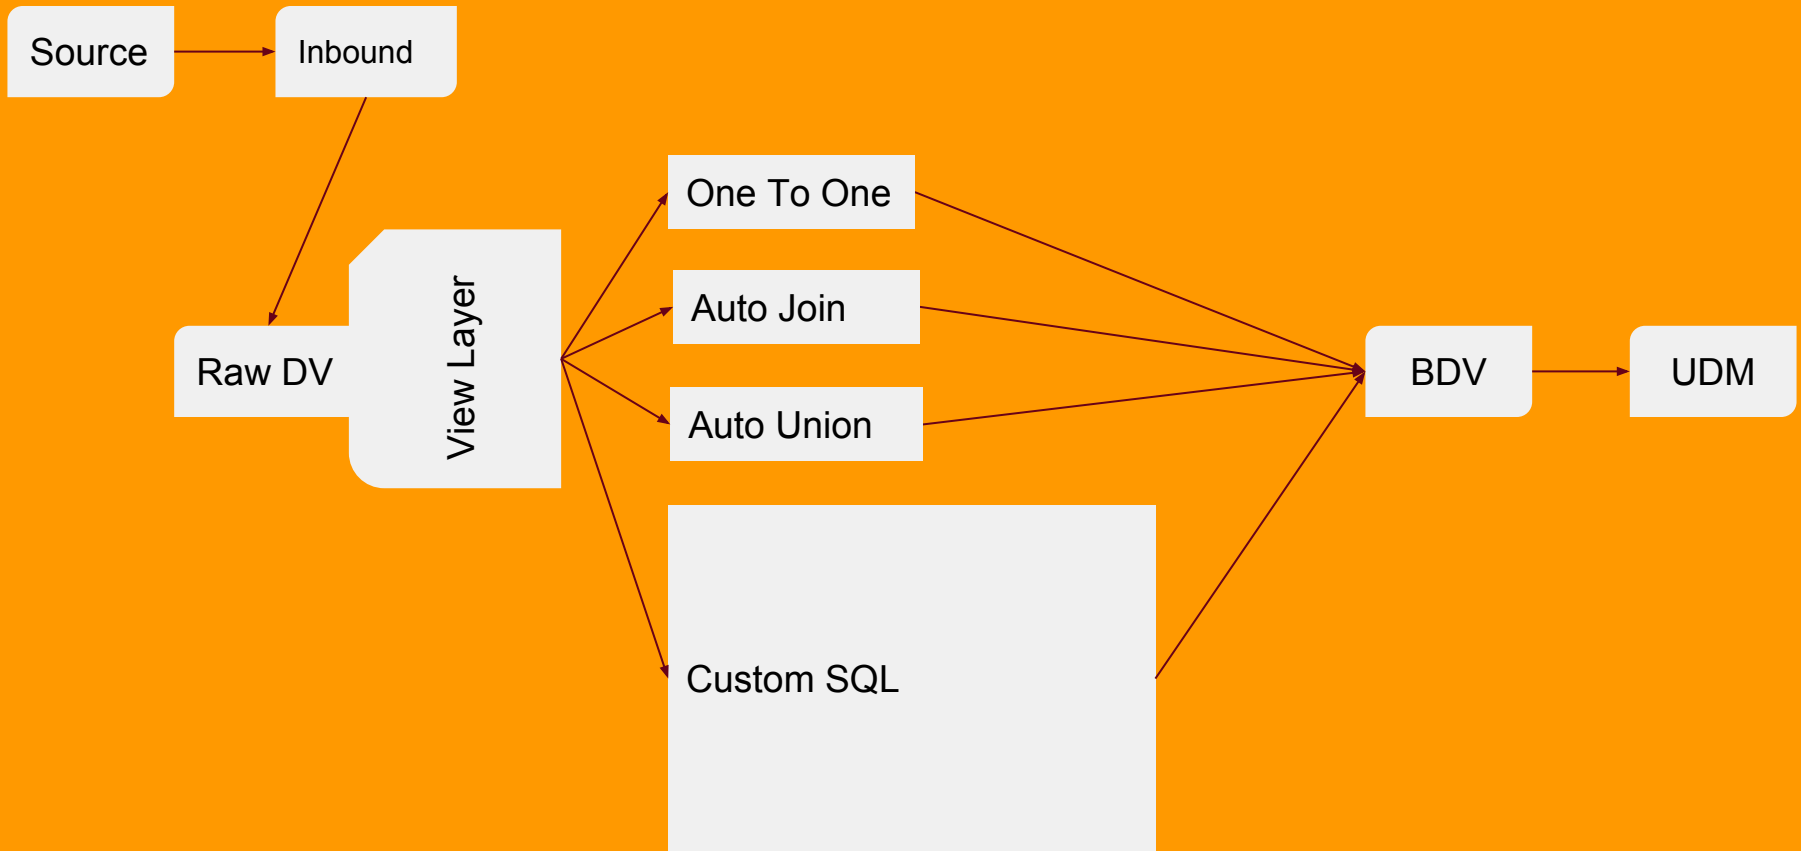 Source
Inbound
One To One
Auto Join
View Layer
Raw DV
Auto Union
BDV
UDM
Custom SQL